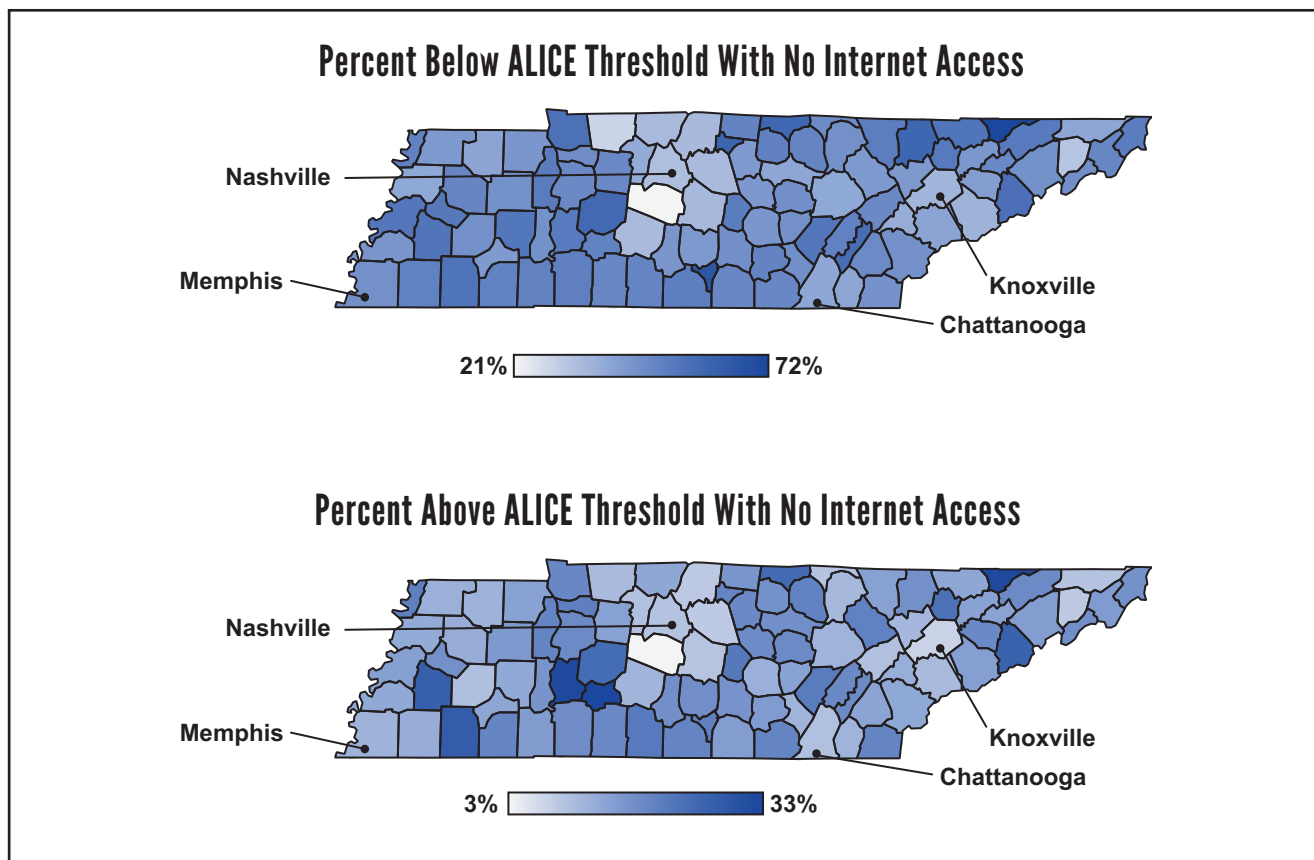 Percent Below ALICE Threshold With No Internet Access
Nashville
Memphis
Knoxville
Chattanooga
21% 72%
Percent Above ALICE Threshold With No Internet Access
Nashville
Memphis
Knoxville
Chattanooga
3% 33%